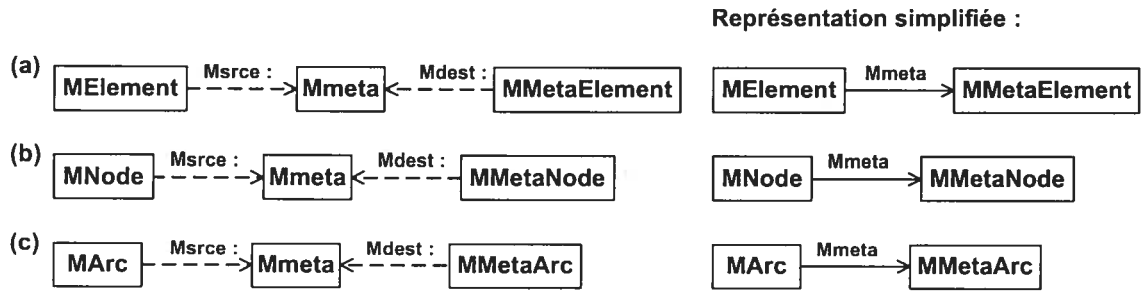 Représentation simplifiée :
(a) MElement Msrce : Mmeta Mdest : MMetaElement MElement Mmeta MMetaElement
(b) MNode Msrce : Mmeta Mdest : MMetaNode MNode Mmeta MMetaNode
(c) MArc Msrce : Mmeta Mdest : MMetaArc MArc Mmeta MMetaArc